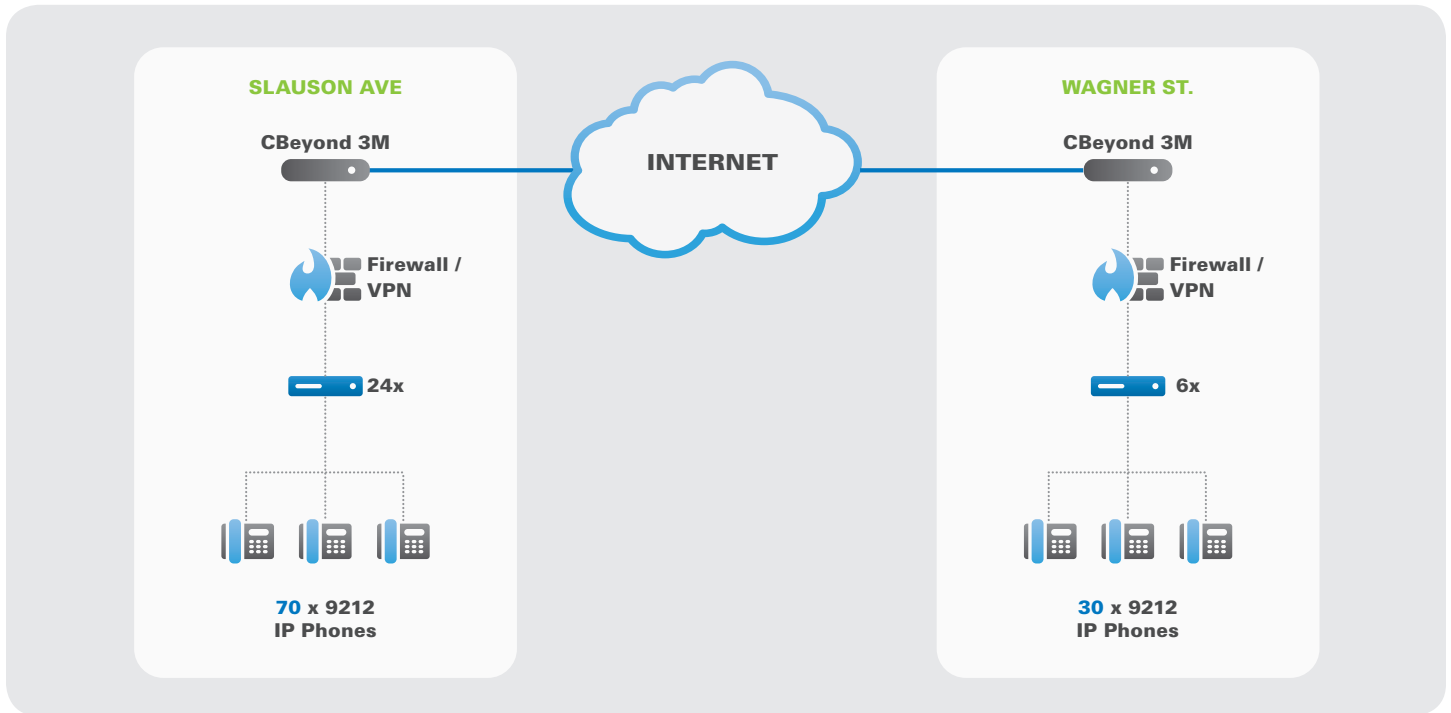 SLAUSON AVE
CBeyond 3M
Firewall /
VPN
24x
70 x 9212
IP Phones
INTERNET
WAGNER ST.
CBeyond 3M
Firewall /
VPN
6x
30 x 9212
IP Phones